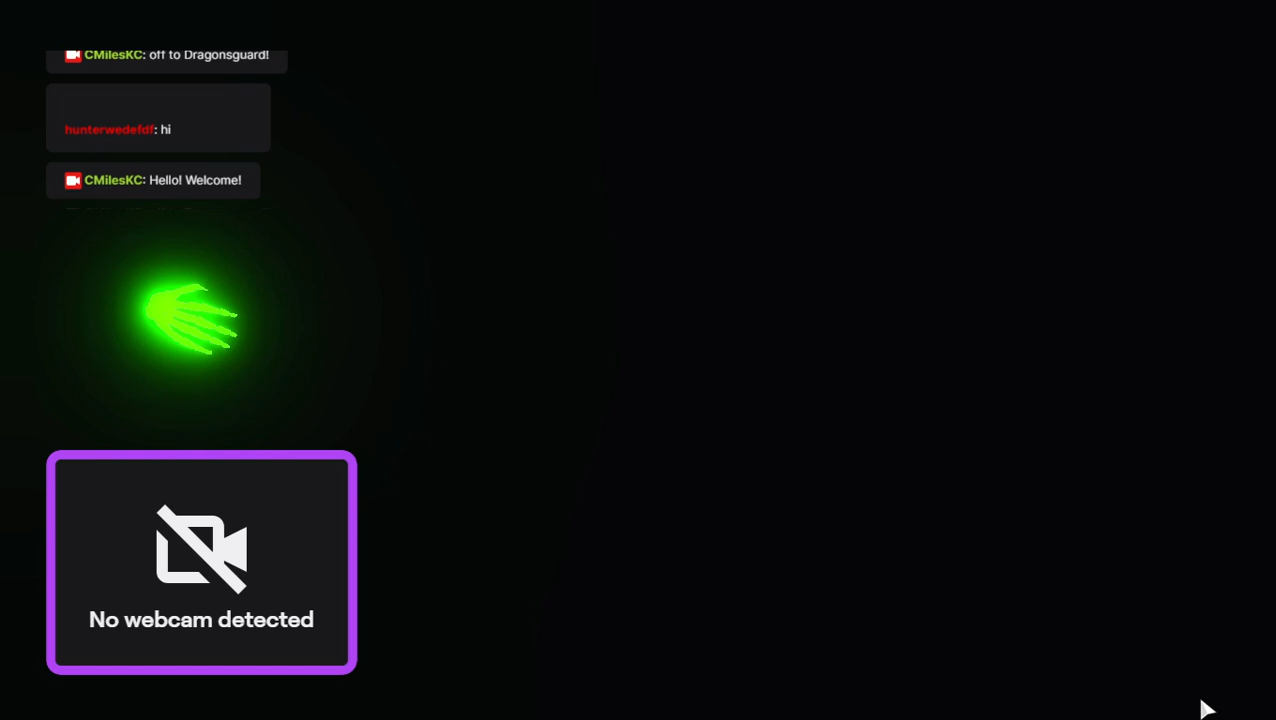 CMilesKC: off to Dragonsguard!
hunterwedefdf: hi
CMilesKC: Hello! Welcome!
No webcam detected